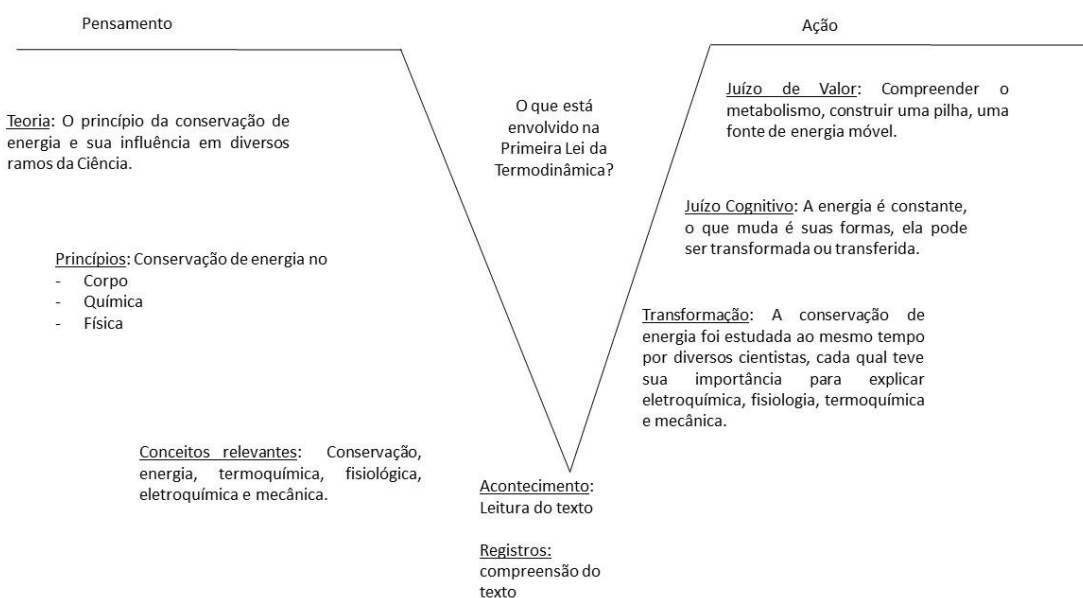 Pensamento
Teoria: O princípio da conservação de
energia e sua influência em diversos
ramos da Ciência.
Princípios: Conservação de energia no
- Corpo
- Química
- Física
Conceitos relevantes: Conservação,
energia, termoquímica, fisiológica,
eletroquímica e mecânica.
O que está
envolvido na
Primeira Lei da
Termodinâmica?
Acontecimento:
Leitura do texto
Registros:
compreensão do
texto
Ação
Juízo de Valor: Compreender o
metabolismo, construir uma pilha, uma
fonte de energia móvel.
Juízo Cognitivo: A energia é constante,
o que muda é suas formas, ela pode
ser transformada ou transferida.
Transformação: A conservação de
energia foi estudada ao mesmo tempo
por diversos cientistas, cada qual teve
sua importância para explicar
eletroquímica, fisiologia, termoquímica
e mecânica.